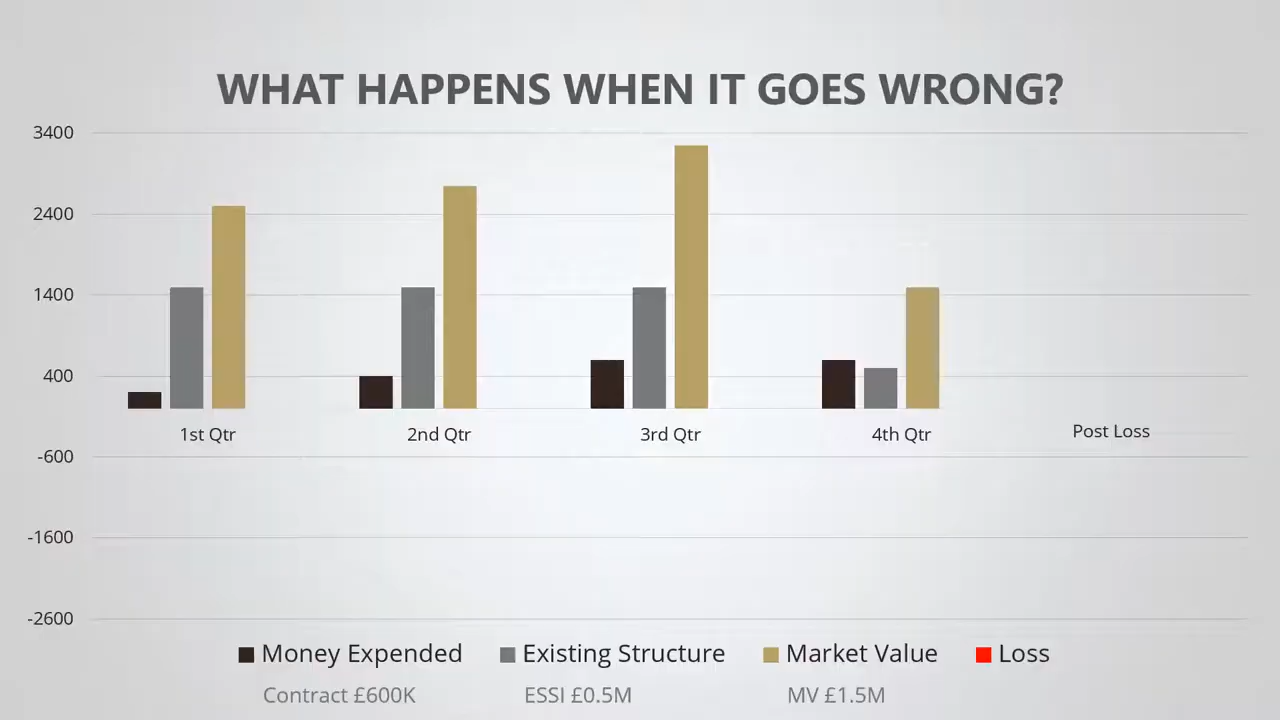 WHAT HAPPENS WHEN IT GOES WRONG?
3400
2400
1400
400
-600
-1600
-2600
1st Qtr 2nd Qtr 3rd Qtr 4th Qtr Post Loss
Money Expended Existing Structure Market Value Loss
Contract £600K ESSI £0.5M MV £1.5M